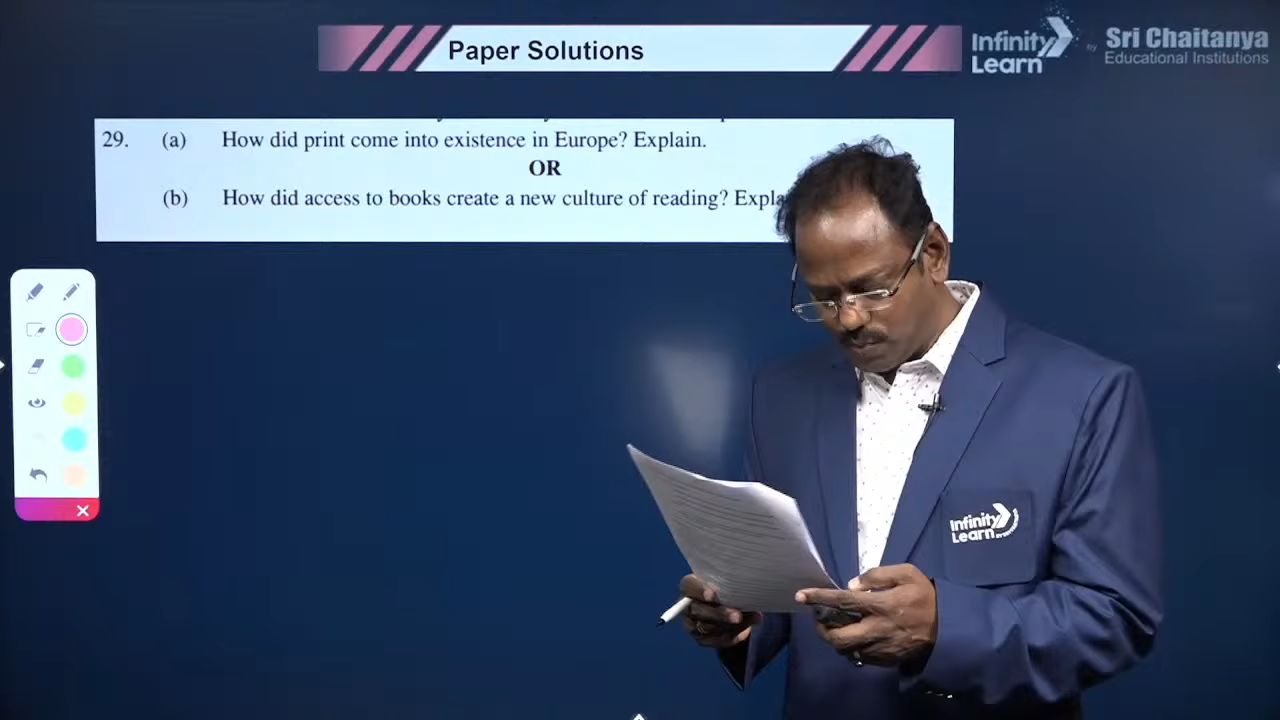 Paper Solutions
Infinity Learn by Sri Chaitanya Educational Institutions
29. (a) How did print come into existence in Europe? Explain.
OR
(b) How did access to books create a new culture of reading?
Infinity Learn